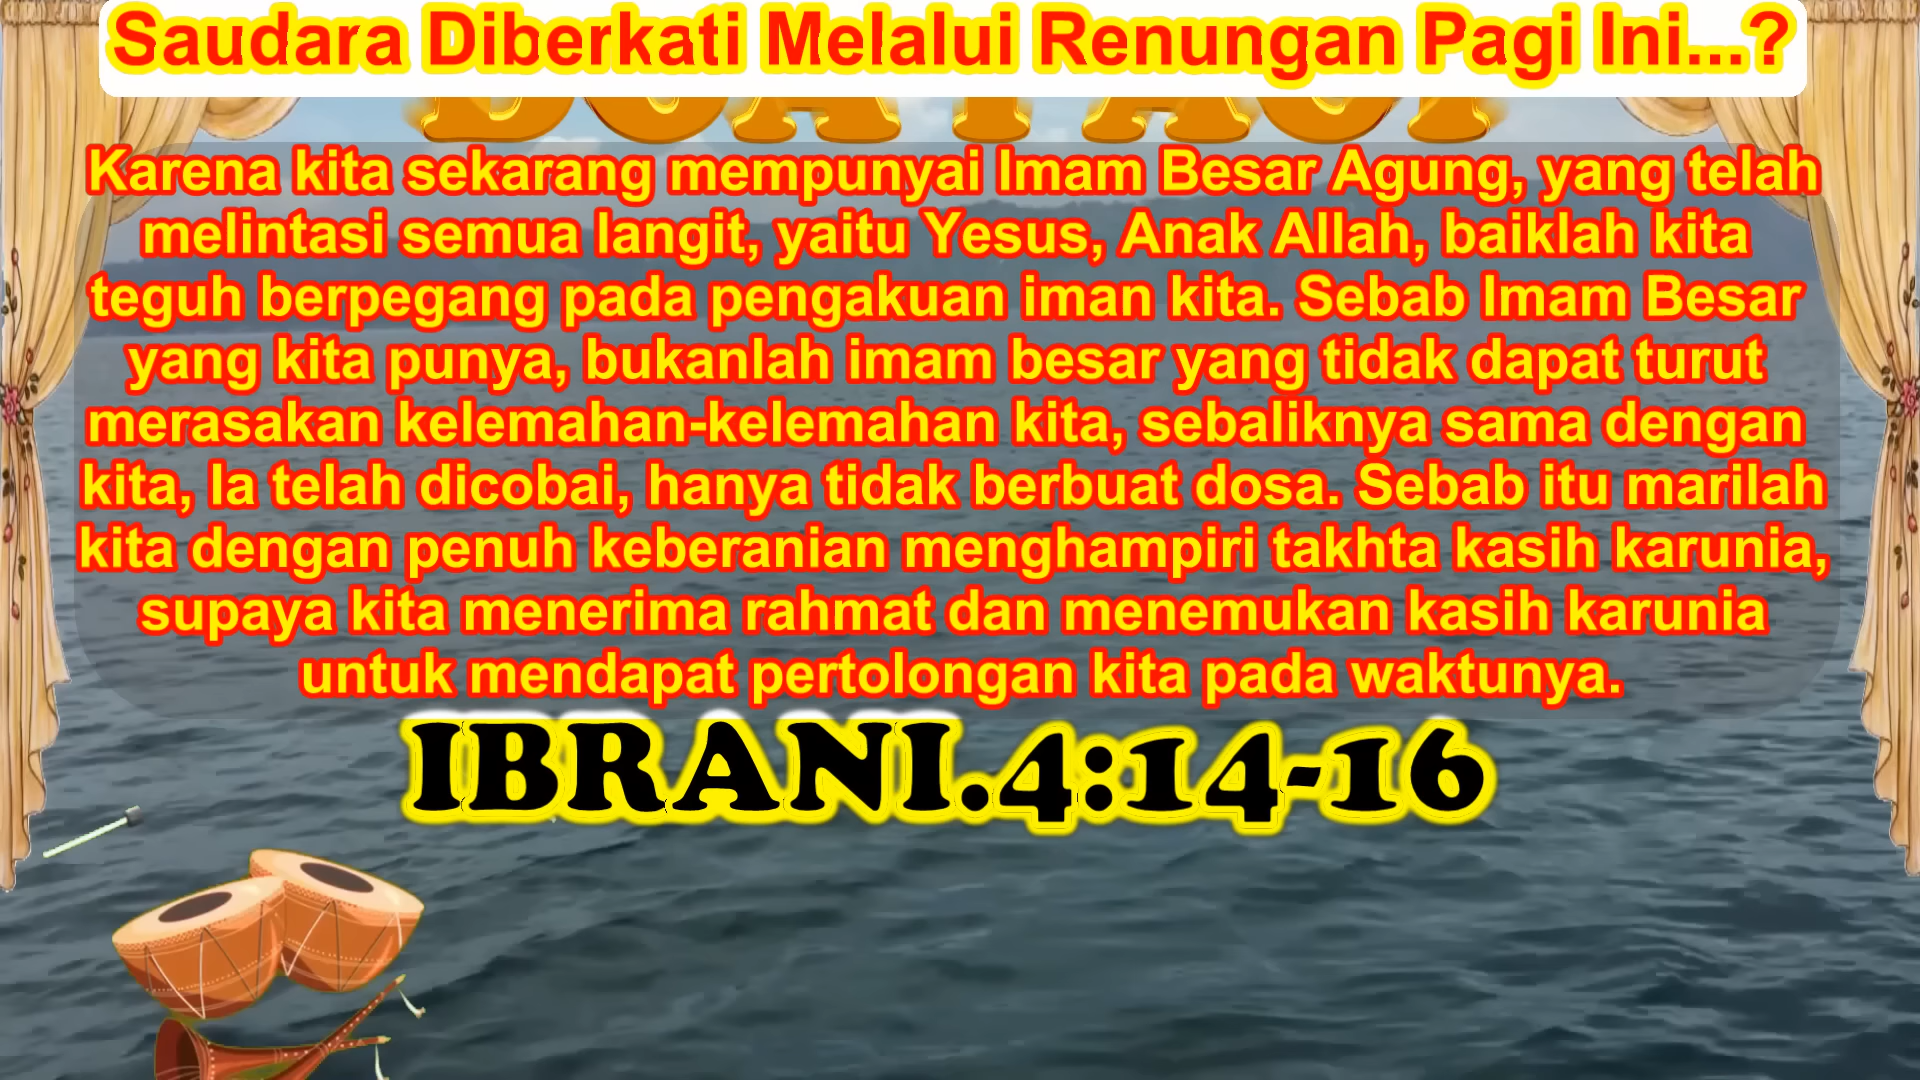 Saudara Diberkati Melalui Renungan Pagi Ini...?
Karena kita sekarang mempunyai Imam Besar Agung, yang telah
melintasi semua langit, yaitu Yesus, Anak Allah, baiklah kita
teguh berpegang pada pengakuan iman kita. Sebab Imam Besar
yang kita punya, bukanlah imam besar yang tidak dapat turut
merasakan kelemahan-kelemahan kita, sebaliknya sama dengan
kita, Ia telah dicobai, hanya tidak berbuat dosa. Sebab itu marilah
kita dengan penuh keberanian menghampiri takhta kasih karunia,
supaya kita menerima rahmat dan menemukan kasih karunia
untuk mendapat pertolongan kita pada waktunya.
IBRANI.4:14-16